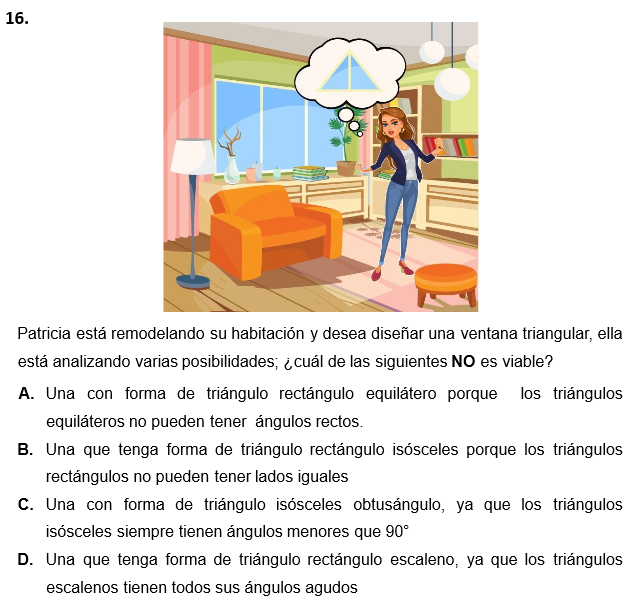 16.
Patricia está remodelando su habitación y desea diseñar una ventana triangular, ella
está analizando varias posibilidades; ¿cuál de las siguientes NO es viable?
A. Una con forma de triángulo rectángulo equilátero porque los triángulos
equiláteros no pueden tener ángulos rectos.
B. Una que tenga forma de triángulo rectángulo isósceles porque los triángulos
rectángulos no pueden tener lados iguales
C. Una con forma de triángulo isósceles obtusángulo, ya que los triángulos
isósceles siempre tienen ángulos menores que 90°
D. Una que tenga forma de triángulo rectángulo escaleno, ya que los triángulos
escalenos tienen todos sus ángulos agudos